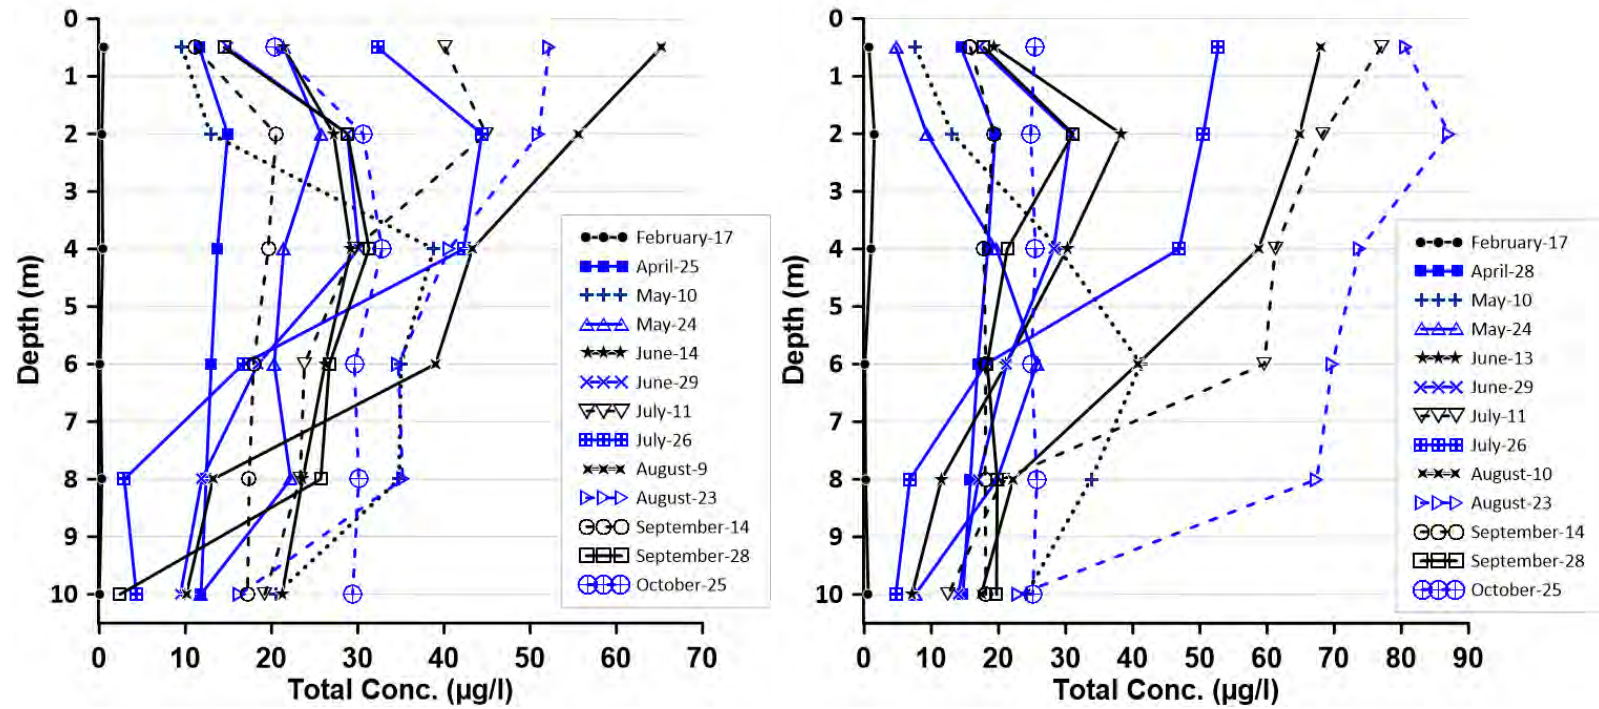 0
1
2
3
4
5
6
7
8
9
10
Depth (m)
0 10 20 30 40 50 60 70
Total Conc. (µg/l)
February-17
April-25
May-10
May-24
June-14
June-29
July-11
July-26
August-9
August-23
September-14
September-28
October-25
0
1
2
3
4
5
6
7
8
9
10
Depth (m)
0 10 20 30 40 50 60 70 80 90
Total Conc. (µg/l)
February-17
April-28
May-10
May-24
June-13
June-29
July-11
July-26
August-10
August-23
September-14
September-28
October-25